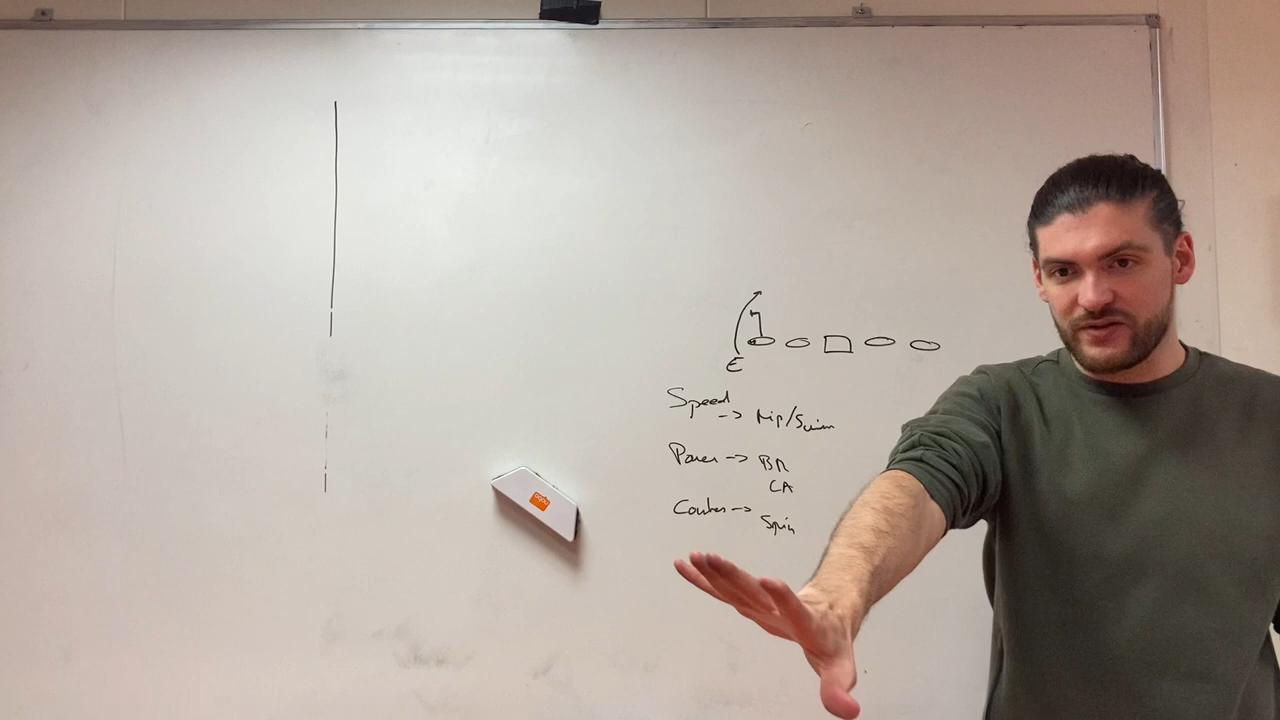 E
Speed
-> Rip/Swim
Power -> BR
CA
Counter ->
Spin